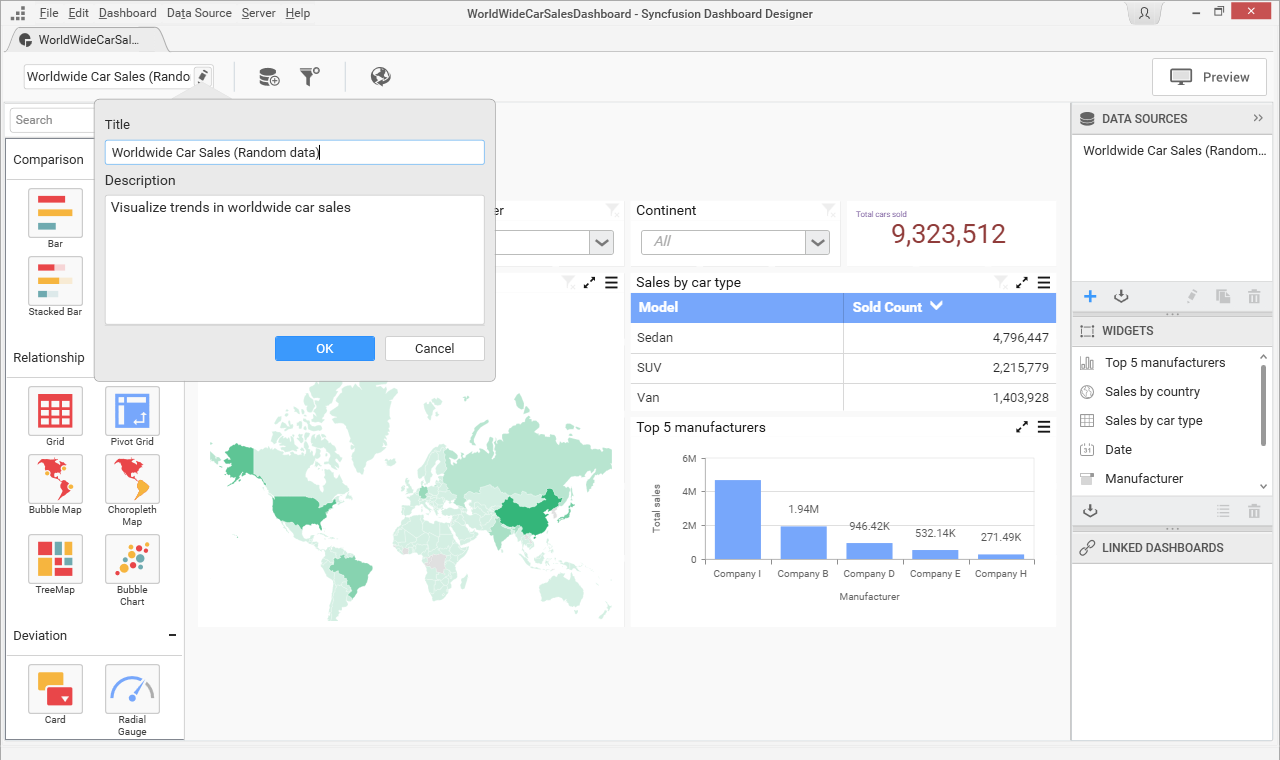 File Edit Dashboard Data Source Server Help
WorldWideCarSalesDashboard - Syncfusion Dashboard Designer
WorldWideCarSal...
Worldwide Car Sales (Rando
Preview
Search
Title
Worldwide Car Sales (Random data)
Description
Visualize trends in worldwide car sales
OK
Cancel
Comparison
Bar
Stacked Bar
Relationship
Grid
Pivot Grid
Bubble Map
Choropleth
Map
TreeMap
Bubble
Chart
Deviation
Card
Radial
Gauge
er
Continent
All
Total cars sold
9,323,512
Sales by car type
Model Sold Count
Sedan 4,796,447
SUV 2,215,779
Van 1,403,928
Top 5 manufacturers
Total sales
6M
4M
2M
0
1.94M
946.42K
532.14K
271.49K
Company I Company B Company D Company E Company H
Manufacturer
DATA SOURCES
Worldwide Car Sales (Random...
WIDGETS
Top 5 manufacturers
Sales by country
Sales by car type
31
Date
Manufacturer
LINKED DASHBOARDS